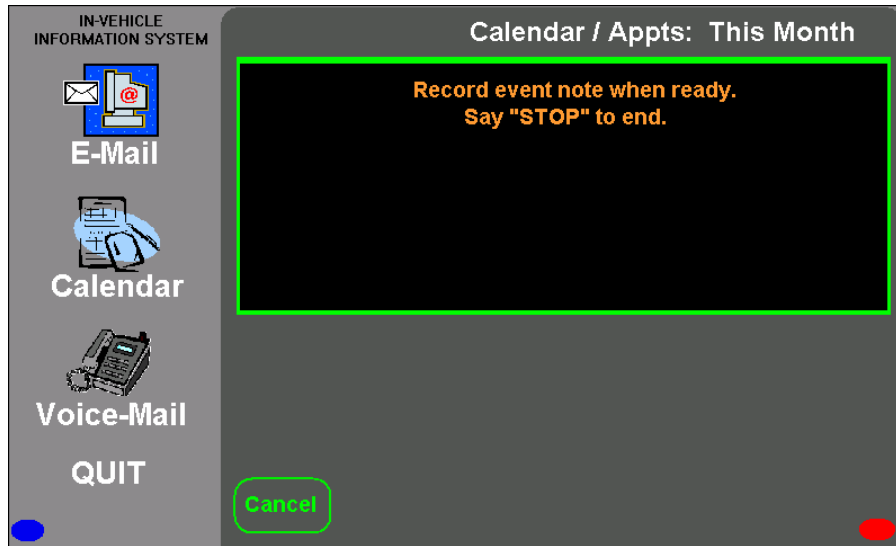 IN-VEHICLE
INFORMATION SYSTEM
@
E-Mail
Calendar
Voice-Mail
QUIT
Calendar / Appts: This Month
Record event note when ready.
Say "STOP" to end.
Cancel